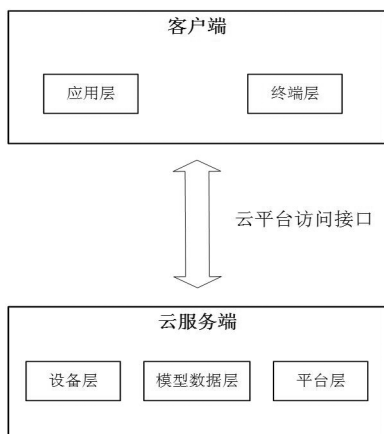 客户端
应用层
终端层
云平台访问接口
云服务端
设备层
模型数据层
平台层